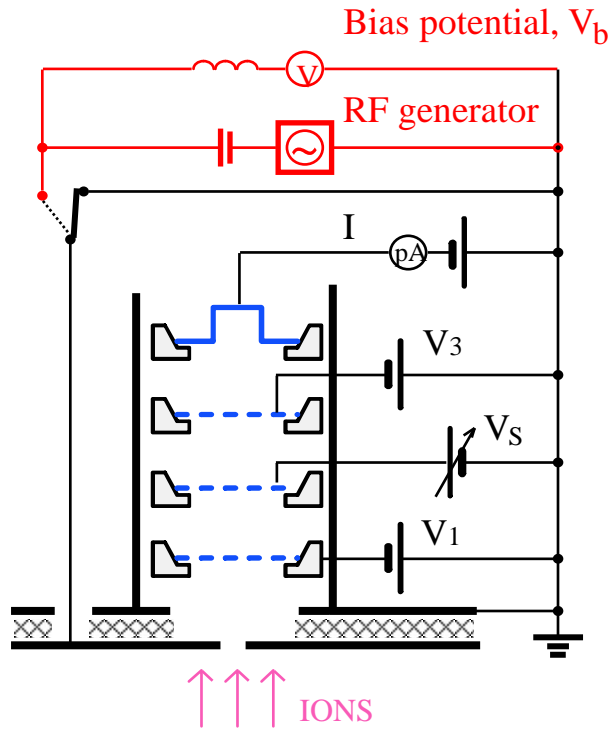 Bias potential, Vb
V
RF generator
~
I
pA
V3
VS
V1
IONS